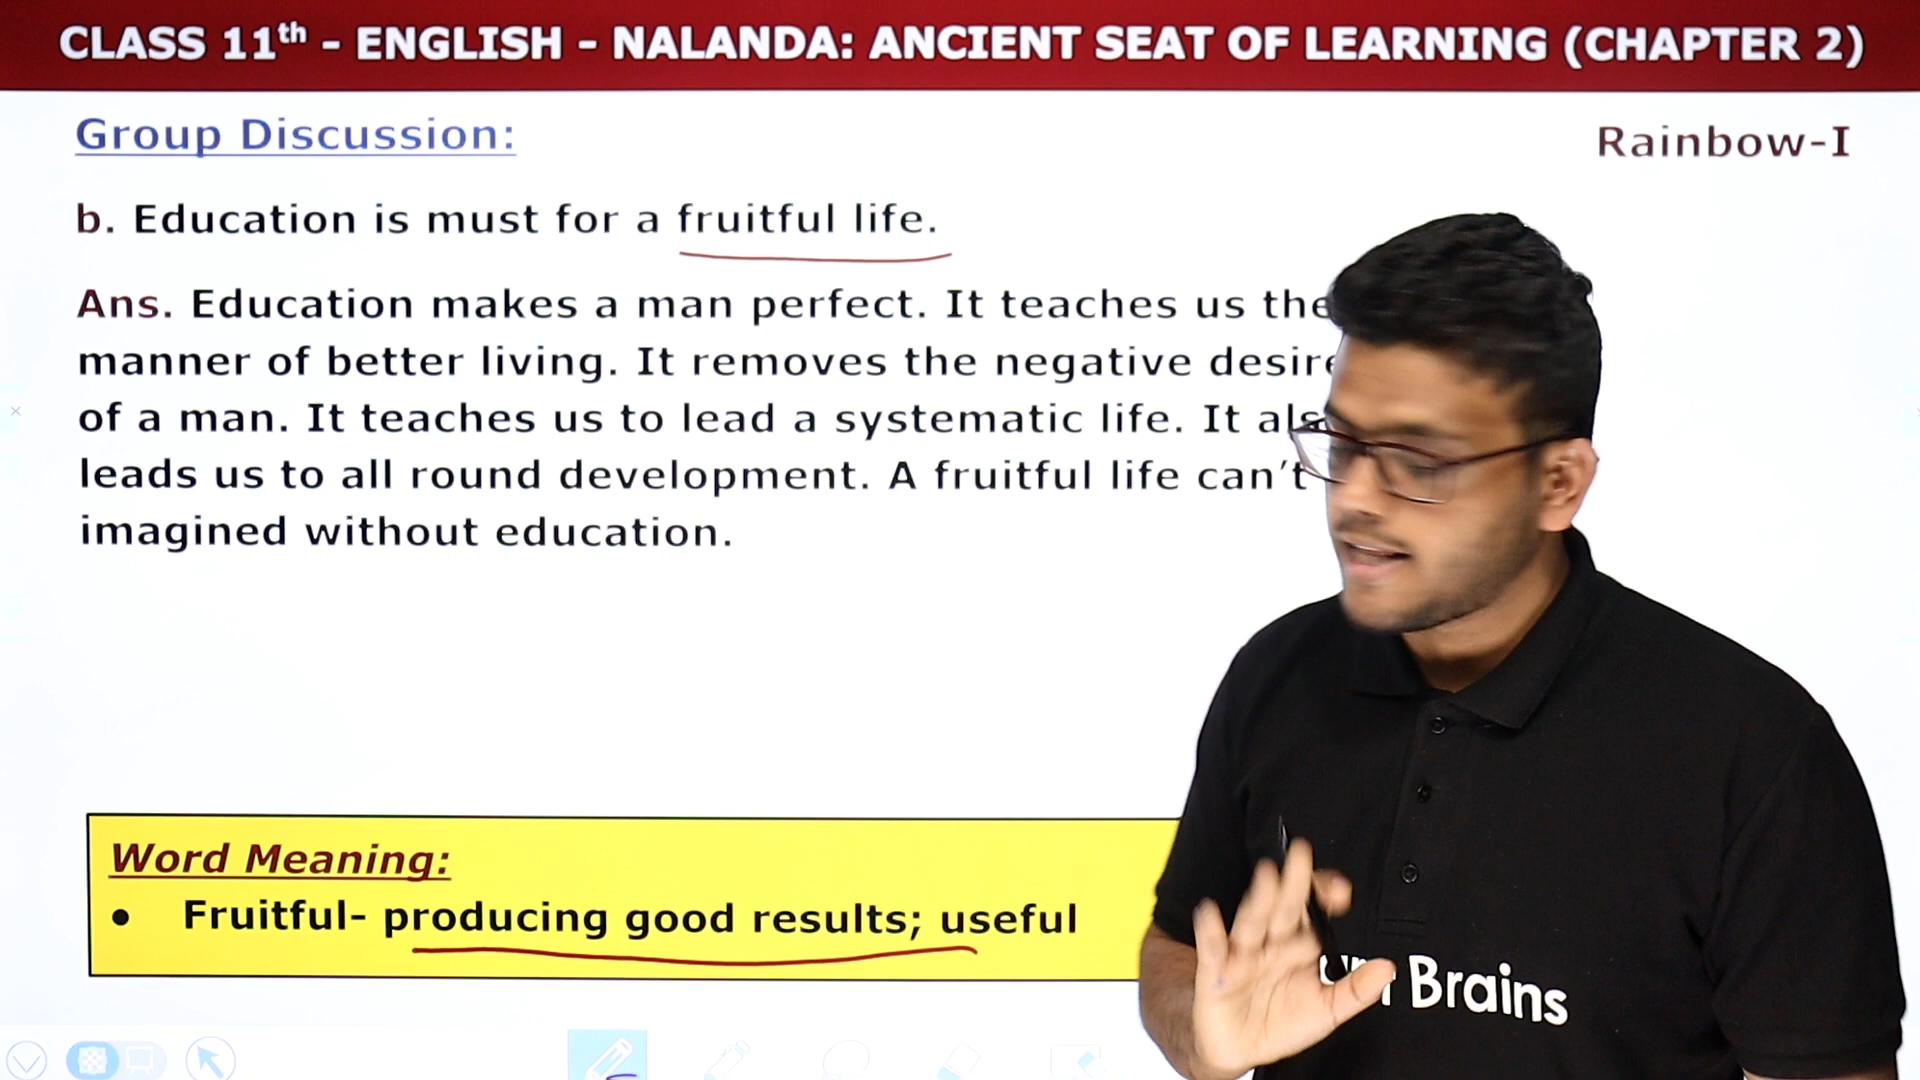 CLASS 11th - ENGLISH - NALANDA: ANCIENT SEAT OF LEARNING (CHAPTER 2)
Group Discussion:
Rainbow-I
b. Education is must for a fruitful life.
Ans. Education makes a man perfect. It teaches us the
manner of better living. It removes the negative
of a man. It teaches us to lead a systematic life. It
leads us to all round development. A fruitful life can't
imagined without education.
Word Meaning:
• Fruitful- producing good results; useful
Brains